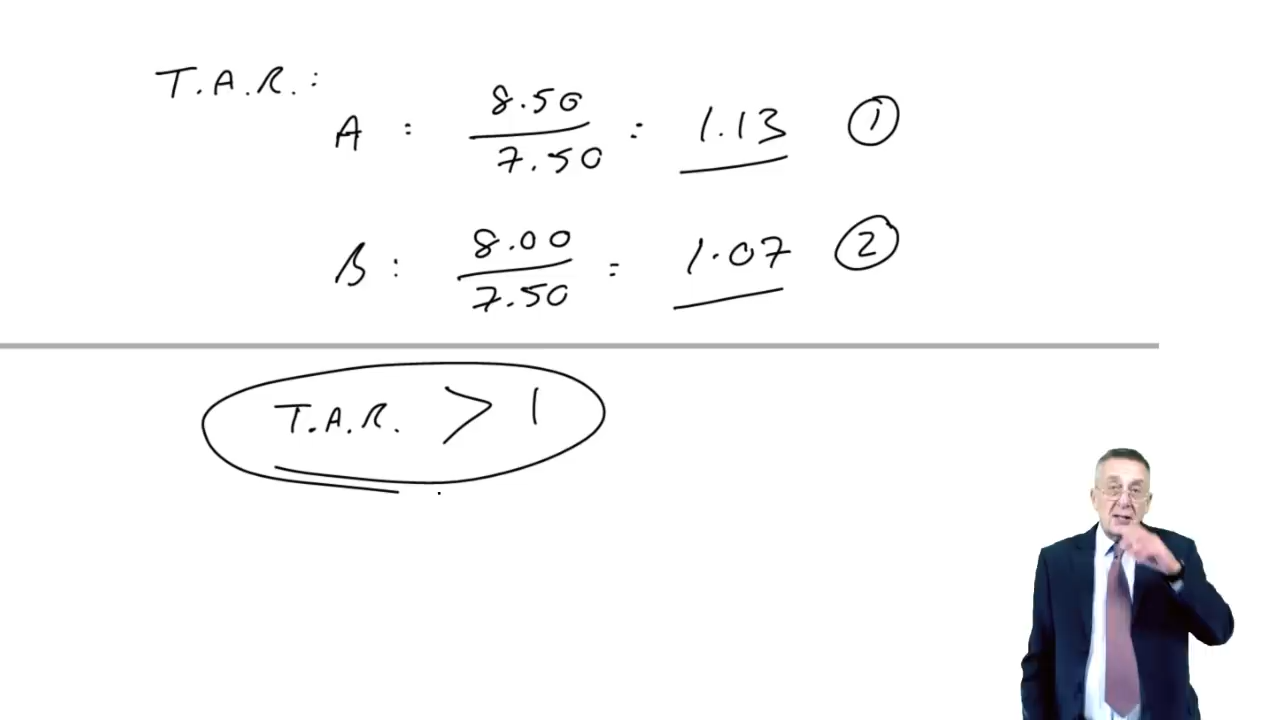 T.A.R.:
A : 8.50 / 7.50 = 1.13 ①
B : 8.00 / 7.50 = 1.07 ②
T.A.R. > 1